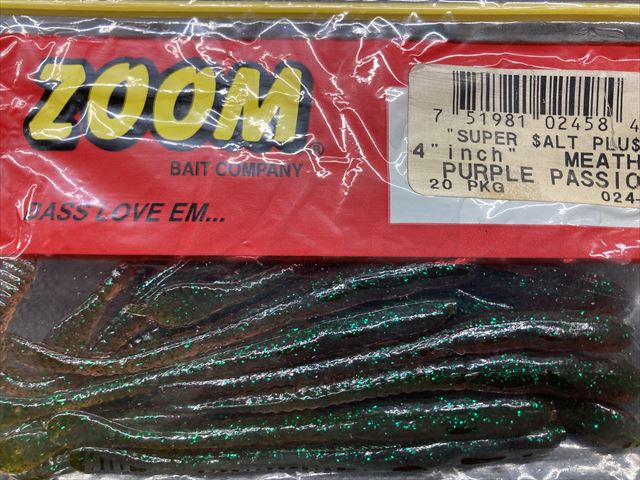 ZOOM®
BAIT COMPANY
BASS LOVE EM...
7 51981 02458 4
"SUPER $ALT PLU$
4" inch" MEATH
PURPLE PASSIO
20 PKG 024-